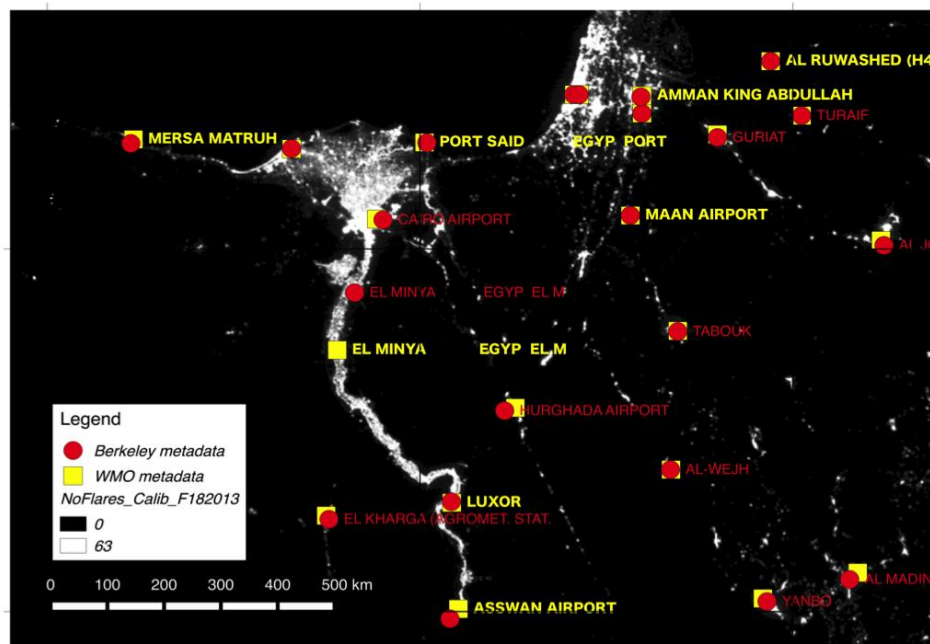 AL RUWASHED (H4
AMMAN KING ABDULLAH
TURAIF
MERSA MATRUH
PORT SAID
EGYP PORT
GURIAT
CAIRO AIRPORT
MAAN AIRPORT
EL MINYA EGYP EL M
TABOUK
EL MINYA EGYP EL M
HURGHADA AIRPORT
AL-WEJH
LUXOR
EL KHARGA (AGROMET. STAT.
AL MADIN
YANBO
ASSWAN AIRPORT
Legend
Berkeley metadata
WMO metadata
NoFlares_Calib_F182013
0
63
0 100 200 300 400 500 km